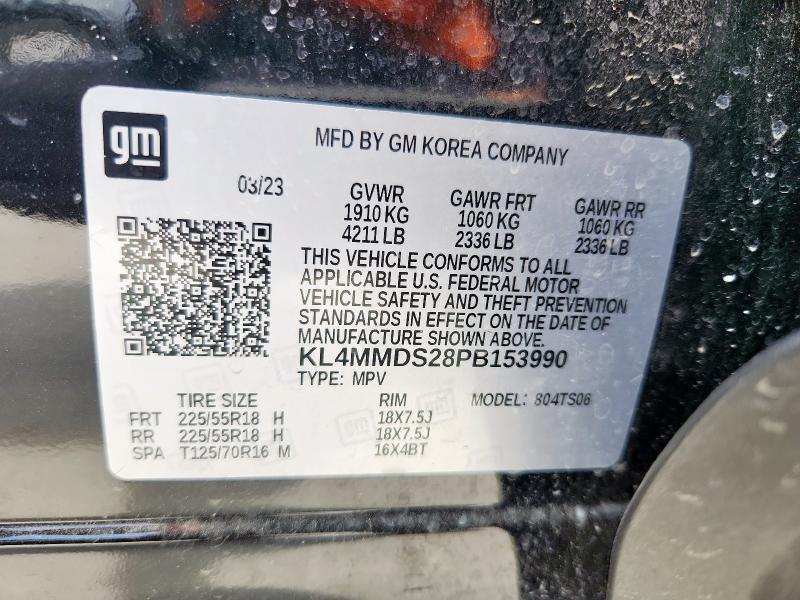 gm
MFD BY GM KOREA COMPANY
03/23
GVWR
1910 KG
4211 LB
GAWR FRT
1060 KG
2336 LB
GAWR RR
1060 KG
2336 LB
THIS VEHICLE CONFORMS TO ALL
APPLICABLE U.S. FEDERAL MOTOR
VEHICLE SAFETY AND THEFT PREVENTION
STANDARDS IN EFFECT ON THE DATE OF
MANUFACTURE SHOWN ABOVE.
KL4MMDS28PB153990
TYPE: MPV
TIRE SIZE RIM MODEL: 804TS06
FRT 225/55R18 H 18X7.5J
RR 225/55R18 H 18X7.5J
SPA T125/70R16 M 16X4BT